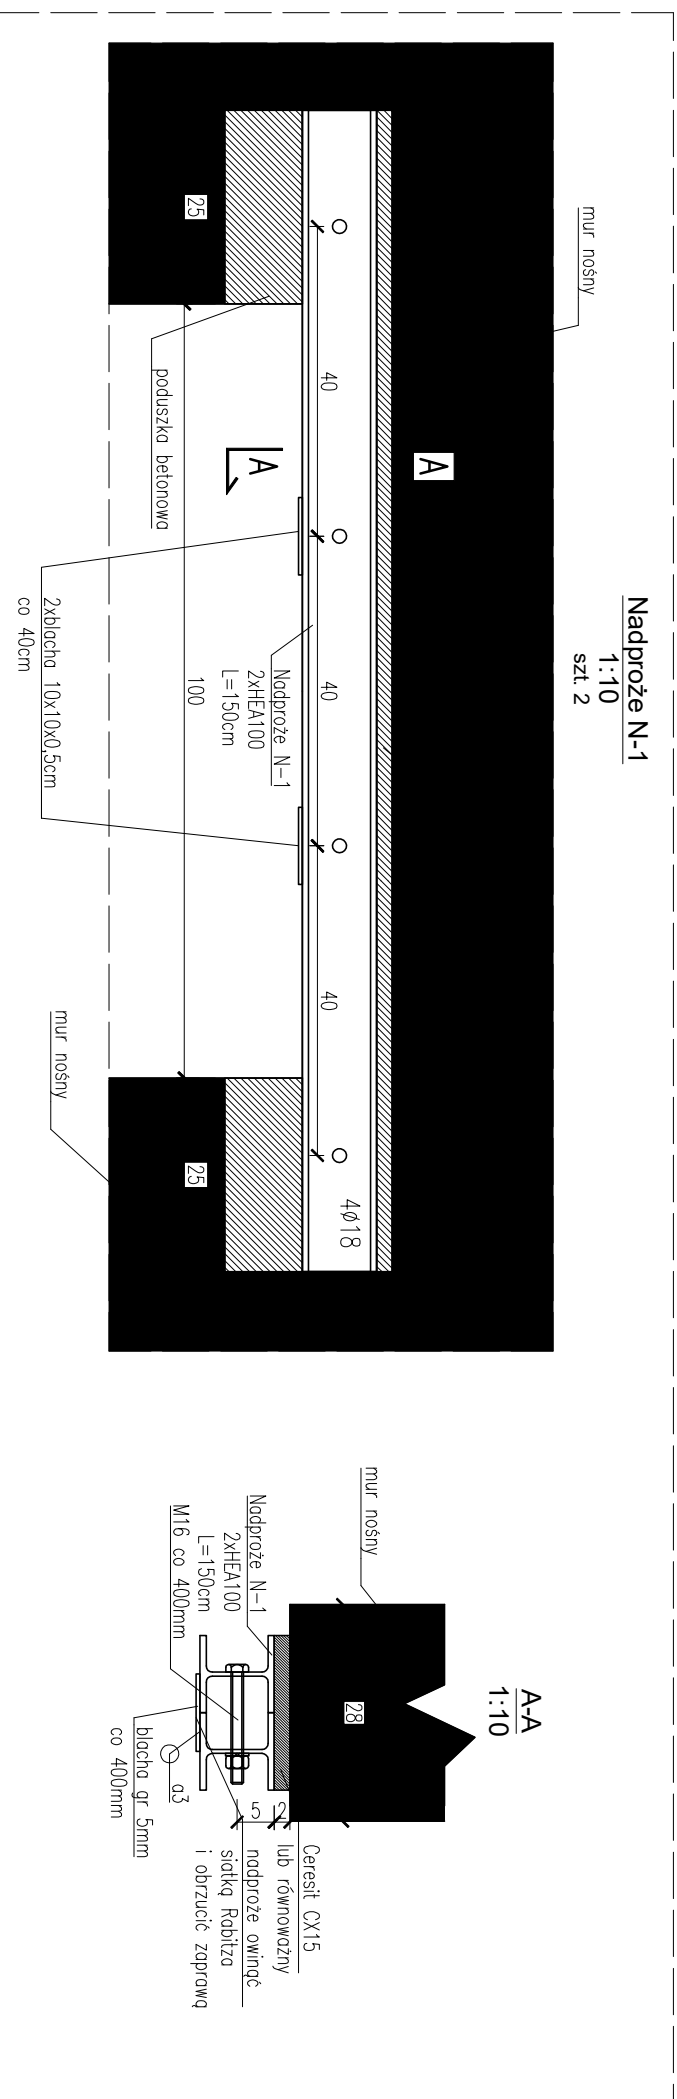 Nadproże N-1
1:10
szt. 2
mur nośny
A
25
40
40
40
4ø18
A
poduszka betonowa
Nadproże N-1
2xHEA100
L=150cm
100
25
2xblacha 10x10x0,5cm
co 40cm
mur nośny
A-A
1:10
mur nośny
28
Nadproże N-1
2xHEA100
L=150cm
M16 co 400mm
5
2
Ceresit CX15
lub równoważny
nadproże owinąć
siatką Rabitza
i obrzucić zaprawą
a3
blacha gr 5mm
co 400mm